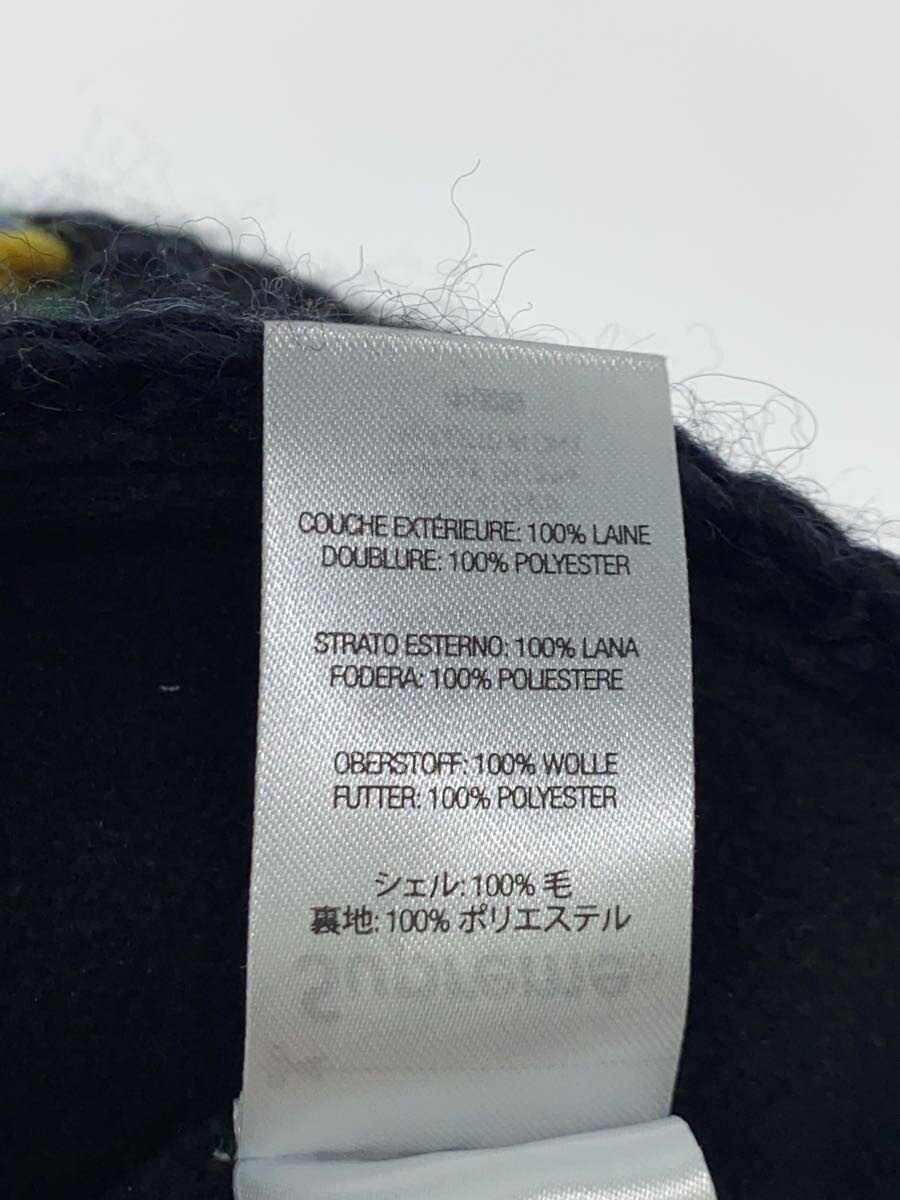 COUCHE EXTÉRIEURE: 100% LAINE
DOUBLURE: 100% POLYESTER
STRATO ESTERNO: 100% LANA
FODERA: 100% POLIESTERE
OBERSTOFF: 100% WOLLE
FUTTER: 100% POLYESTER
シェル: 100% 毛
裏地: 100% ポリエステル
Supreme